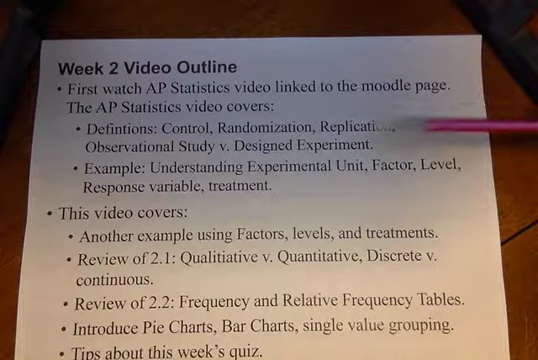 Week 2 Video Outline
• First watch AP Statistics video linked to the moodle page.
The AP Statistics video covers:
• Defintions: Control, Randomization, Replication,
Observational Study v. Designed Experiment.
• Example: Understanding Experimental Unit, Factor, Level,
Response variable, treatment.
• This video covers:
• Another example using Factors, levels, and treatments.
• Review of 2.1: Qualitiative v. Quantitative, Discrete v.
continuous.
• Review of 2.2: Frequency and Relative Frequency Tables.
• Introduce Pie Charts, Bar Charts, single value grouping.
• Tips about this week's quiz.